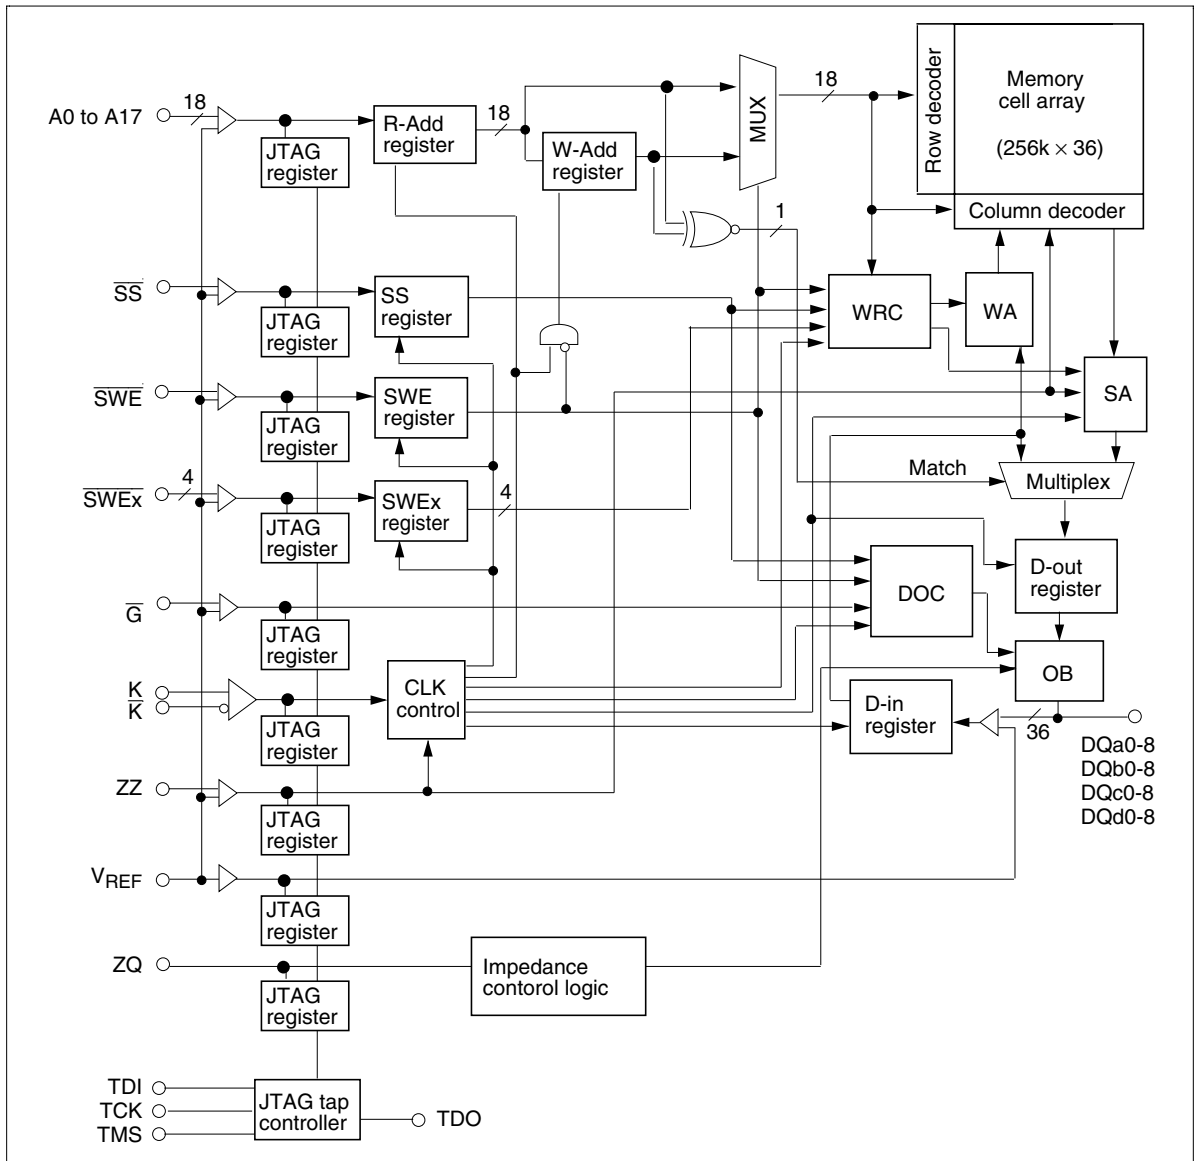 A0 to A17
18
JTAG
register
R-Add
register
18
W-Add
register
MUX
18
Row decoder
Memory
cell array
(256k × 36)
Column decoder
1
SS
JTAG
register
SS
register
WRC
WA
SWE
JTAG
register
SWE
register
SA
SWEx
4
JTAG
register
SWEx
register
4
Match
Multiplex
G
JTAG
register
DOC
D-out
register
K
K
JTAG
register
CLK
control
D-in
register
OB
36
DQa0-8
DQb0-8
DQc0-8
DQd0-8
ZZ
JTAG
register
VREF
JTAG
register
ZQ
JTAG
register
Impedance
contorol logic
TDI
TCK
TMS
JTAG tap
controller
TDO